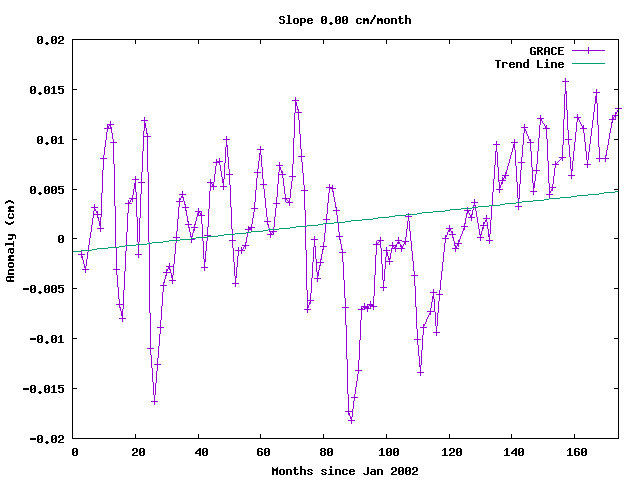 Slope 0.00 cm/month
GRACE
Trend Line
0.02
0.015
0.01
0.005
0
-0.005
-0.01
-0.015
-0.02
Anomaly (cm)
0 20 40 60 80 100 120 140 160
Months since Jan 2002